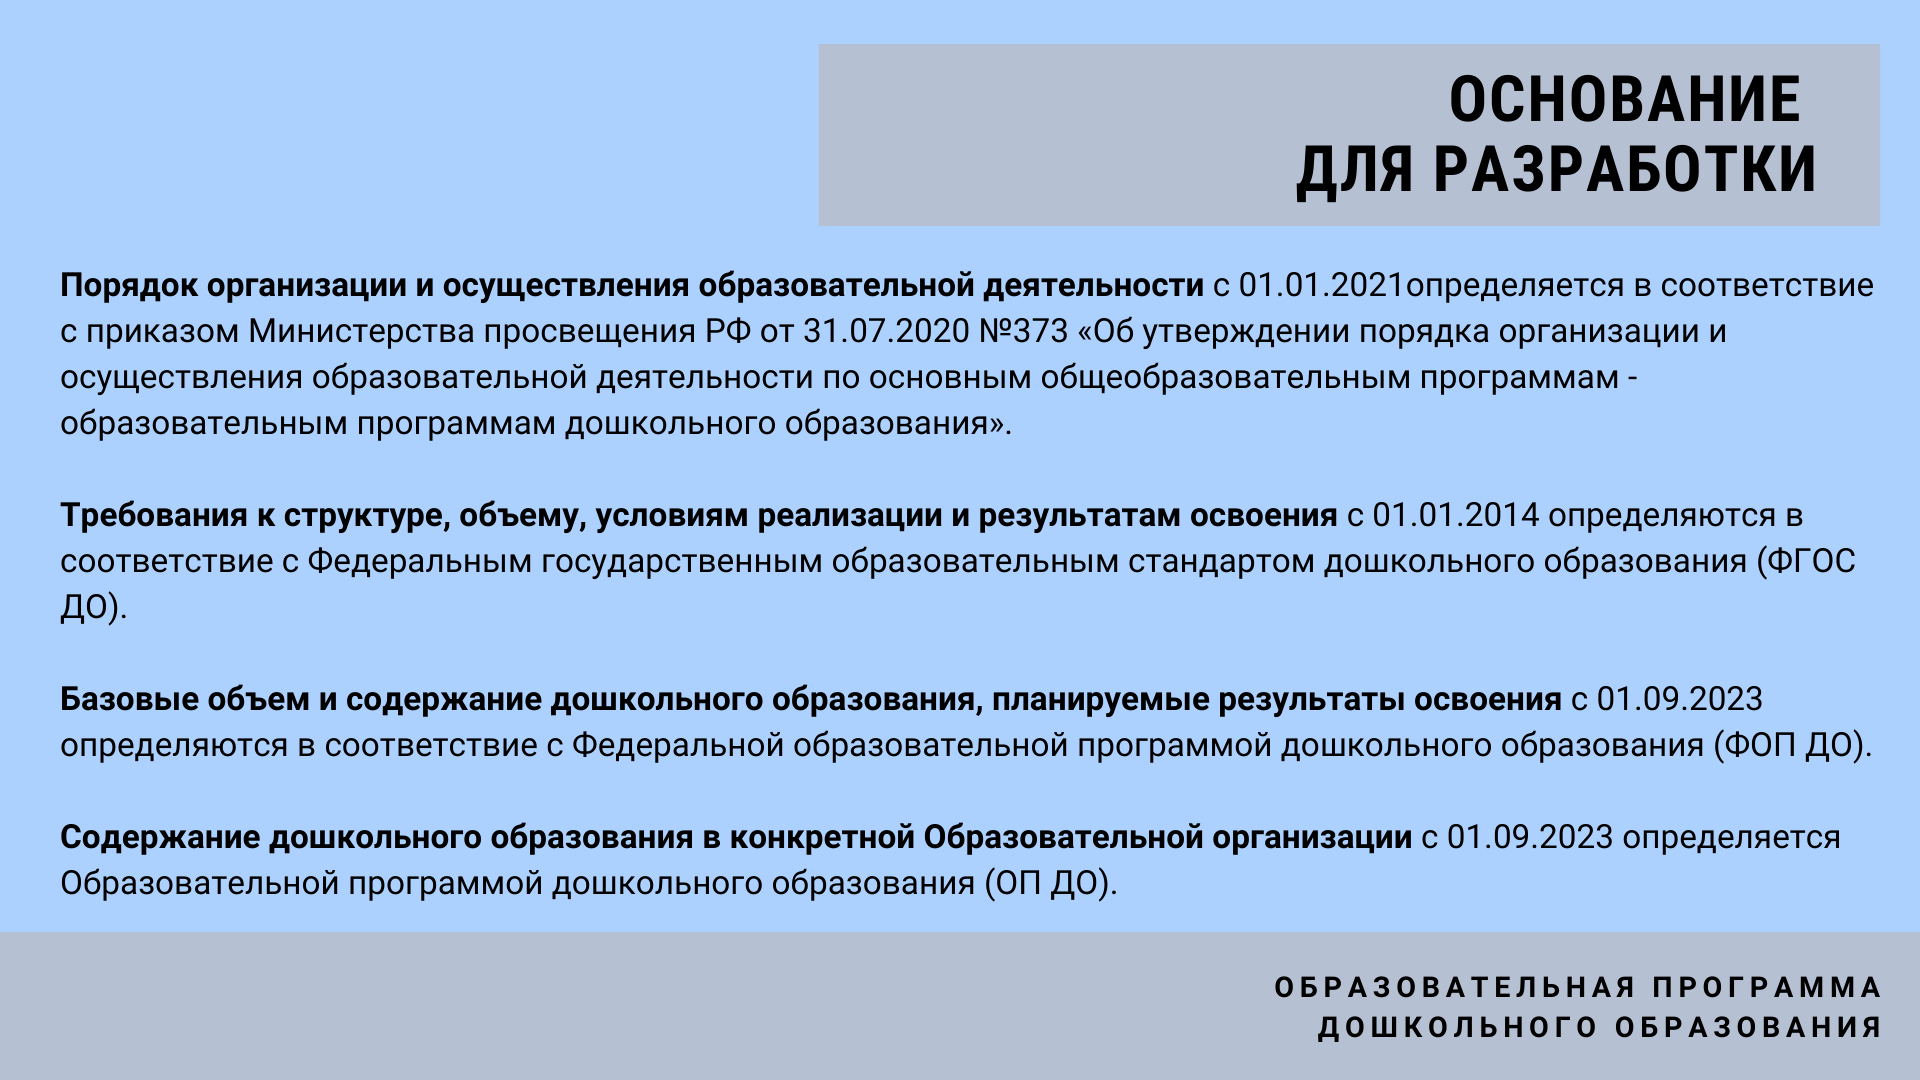 ОСНОВАНИЕ
ДЛЯ РАЗРАБОТКИ
Порядок организации и осуществления образовательной деятельности с 01.01.2021определяется в соответствие
с приказом Министерства просвещения РФ от 31.07.2020 №373 «Об утверждении порядка организации и
осуществления образовательной деятельности по основным общеобразовательным программам -
образовательным программам дошкольного образования».
Требования к структуре, объему, условиям реализации и результатам освоения с 01.01.2014 определяются в
соответствие с Федеральным государственным образовательным стандартом дошкольного образования (ФГОС
ДО).
Базовые объем и содержание дошкольного образования, планируемые результаты освоения с 01.09.2023
определяются в соответствие с Федеральной образовательной программой дошкольного образования (ФОП ДО).
Содержание дошкольного образования в конкретной Образовательной организации с 01.09.2023 определяется
Образовательной программой дошкольного образования (ОП ДО).
ОБРАЗОВАТЕЛЬНАЯ ПРОГРАММА
ДОШКОЛЬНОГО ОБРАЗОВАНИЯ